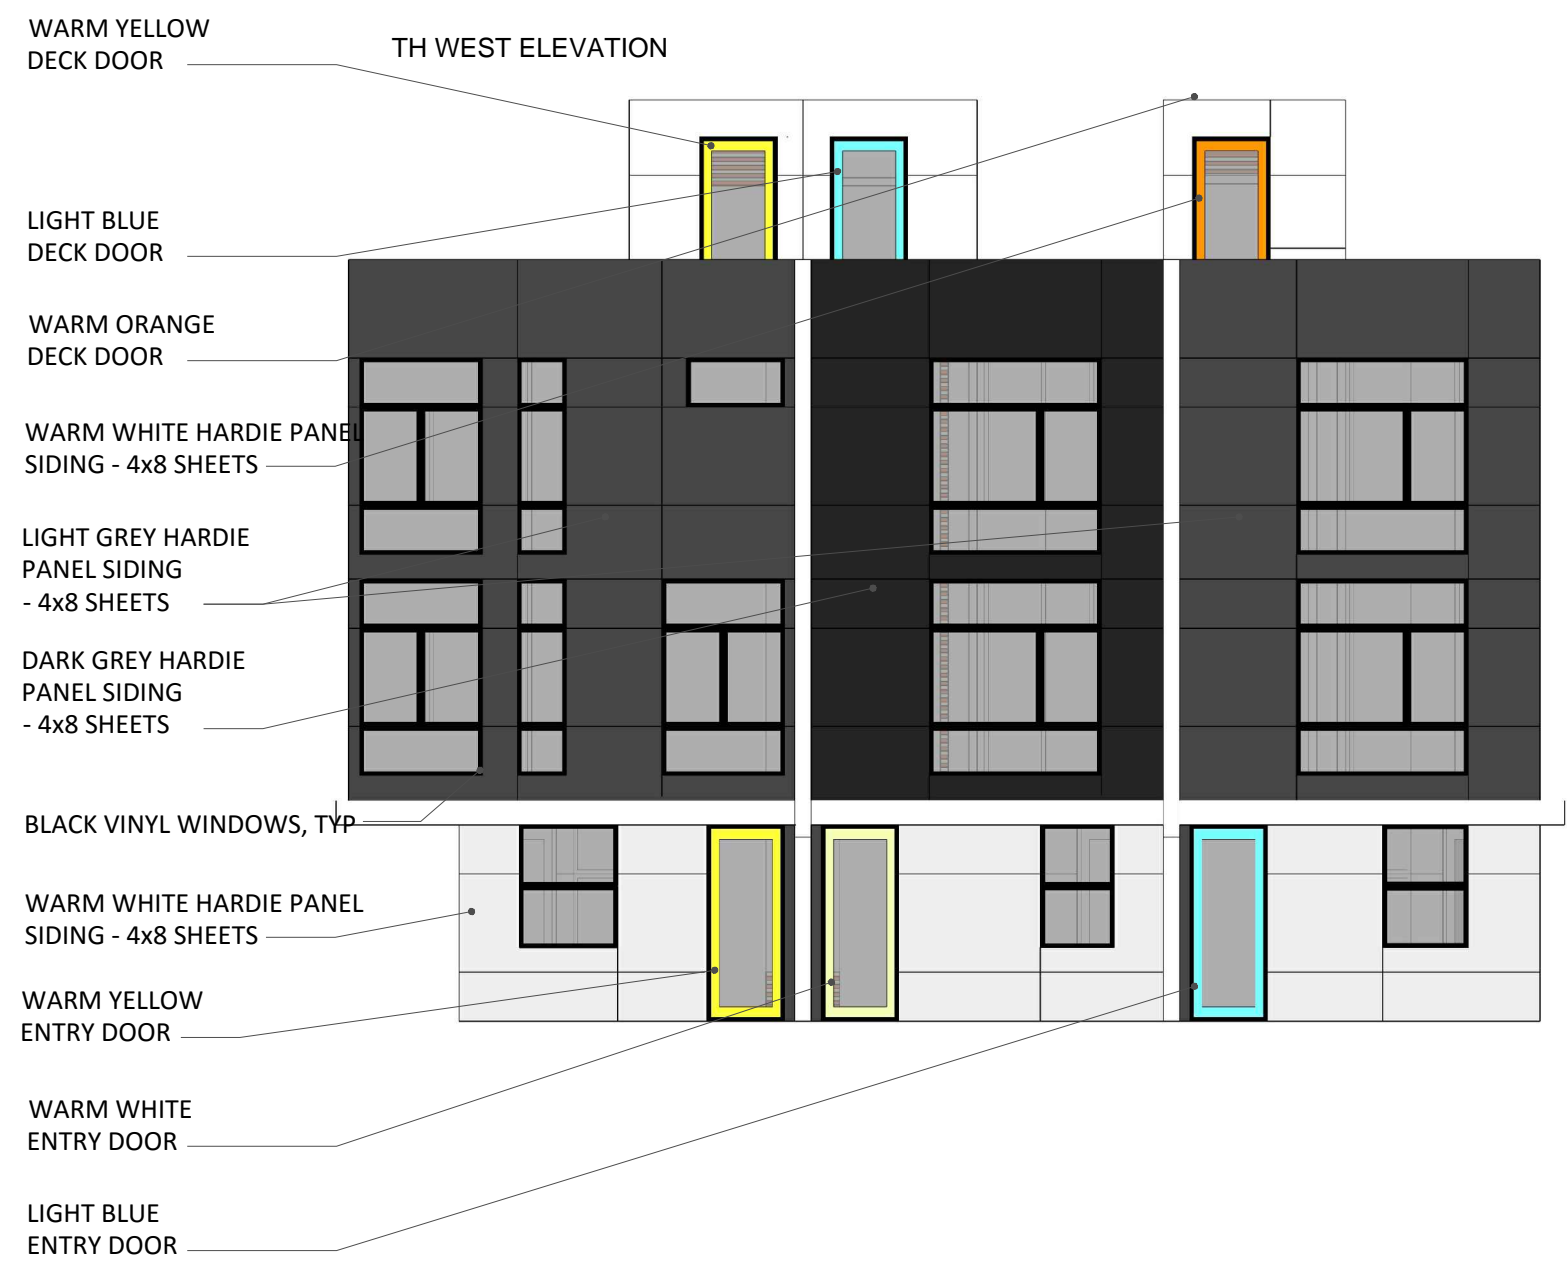 WARM YELLOW
DECK DOOR
TH WEST ELEVATION
LIGHT BLUE
DECK DOOR
WARM ORANGE
DECK DOOR
WARM WHITE HARDIE PANEL
SIDING - 4x8 SHEETS
LIGHT GREY HARDIE
PANEL SIDING
- 4x8 SHEETS
DARK GREY HARDIE
PANEL SIDING
- 4x8 SHEETS
BLACK VINYL WINDOWS, TYP
WARM WHITE HARDIE PANEL
SIDING - 4x8 SHEETS
WARM YELLOW
ENTRY DOOR
WARM WHITE
ENTRY DOOR
LIGHT BLUE
ENTRY DOOR